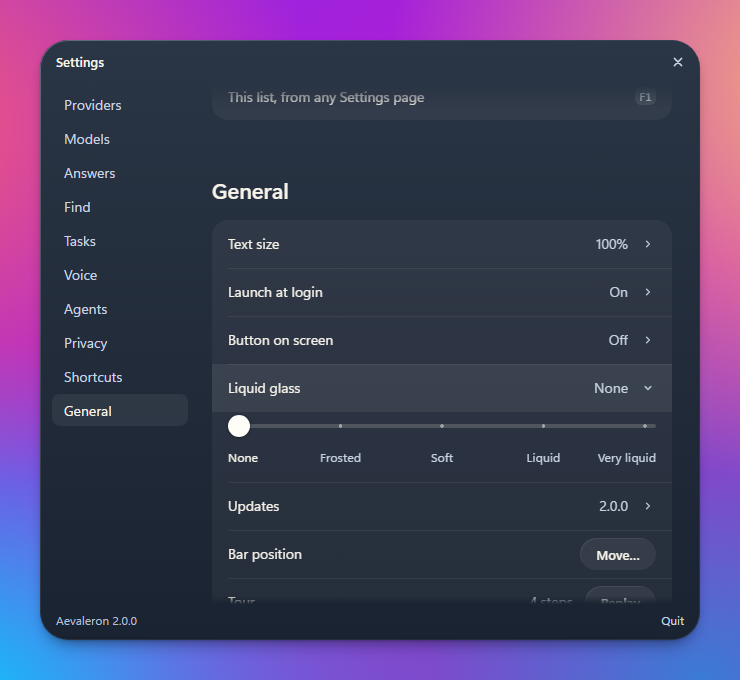 Settings
Providers
Models
Answers
Find
Tasks
Voice
Agents
Privacy
Shortcuts
General
This list, from any Settings page F1
General
Text size 100%
Launch at login On
Button on screen Off
Liquid glass None
None Frosted Soft Liquid Very liquid
Updates 2.0.0
Bar position Move...
Tour 4 steps Replay
Aevaleron 2.0.0 Quit